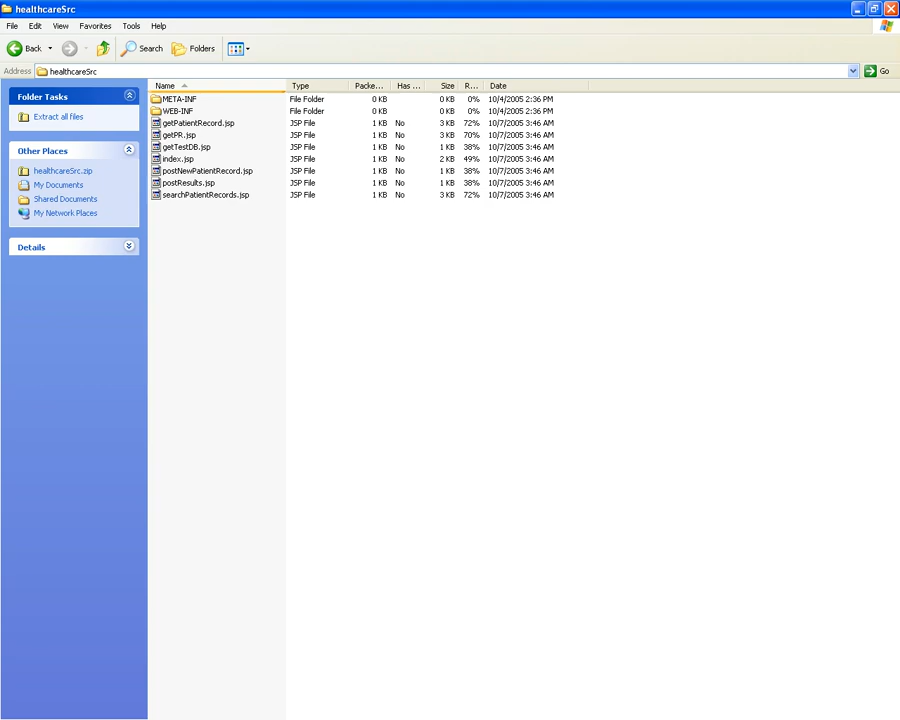 healthcareSrc
File Edit View Favorites Tools Help
Back Search Folders
Address healthcareSrc Go
Name Type Packe... Has ... Size R... Date
Folder Tasks
Extract all files
Other Places
healthcareSrc.zip
My Documents
Shared Documents
My Network Places
Details
META-INF File Folder 0 KB 0 KB 0% 10/4/2005 2:36 PM
WEB-INF File Folder 0 KB 0 KB 0% 10/4/2005 2:36 PM
getPatientRecord.jsp JSP File 1 KB No 3 KB 72% 10/7/2005 3:46 AM
getPR.jsp JSP File 1 KB No 3 KB 70% 10/7/2005 3:46 AM
getTestDB.jsp JSP File 1 KB No 1 KB 38% 10/7/2005 3:46 AM
index.jsp JSP File 1 KB No 2 KB 49% 10/7/2005 3:46 AM
postNewPatientRecord.jsp JSP File 1 KB No 1 KB 38% 10/7/2005 3:46 AM
postResults.jsp JSP File 1 KB No 1 KB 38% 10/7/2005 3:46 AM
searchPatientRecords.jsp JSP File 1 KB No 3 KB 72% 10/7/2005 3:46 AM